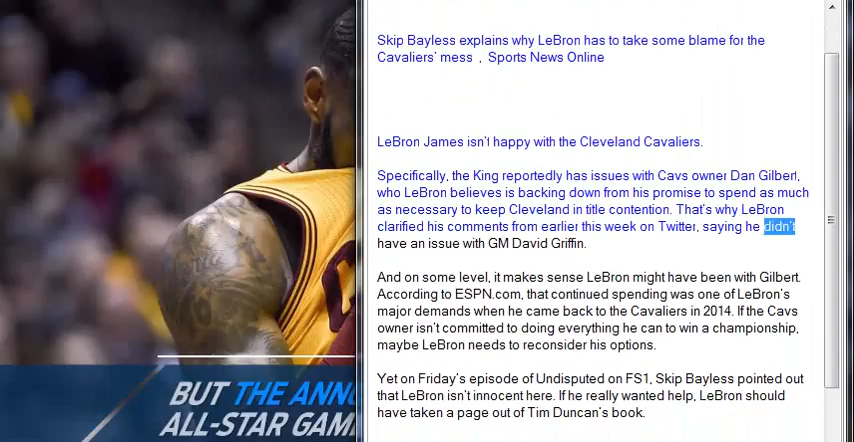 Skip Bayless explains why LeBron has to take some blame for the
Cavaliers' mess , Sports News Online
LeBron James isn't happy with the Cleveland Cavaliers.
Specifically, the King reportedly has issues with Cavs owner Dan Gilbert,
who LeBron believes is backing down from his promise to spend as much
as necessary to keep Cleveland in title contention. That's why LeBron
clarified his comments from earlier this week on Twitter, saying he didn't
have an issue with GM David Griffin.
And on some level, it makes sense LeBron might have been with Gilbert.
According to ESPN.com, that continued spending was one of LeBron's
major demands when he came back to the Cavaliers in 2014. If the Cavs
owner isn't committed to doing everything he can to win a championship,
maybe LeBron needs to reconsider his options.
Yet on Friday's episode of Undisputed on FS1, Skip Bayless pointed out
that LeBron isn't innocent here. If he really wanted help, LeBron should
have taken a page out of Tim Duncan's book.
BUT THE ANN
ALL-STAR GAM